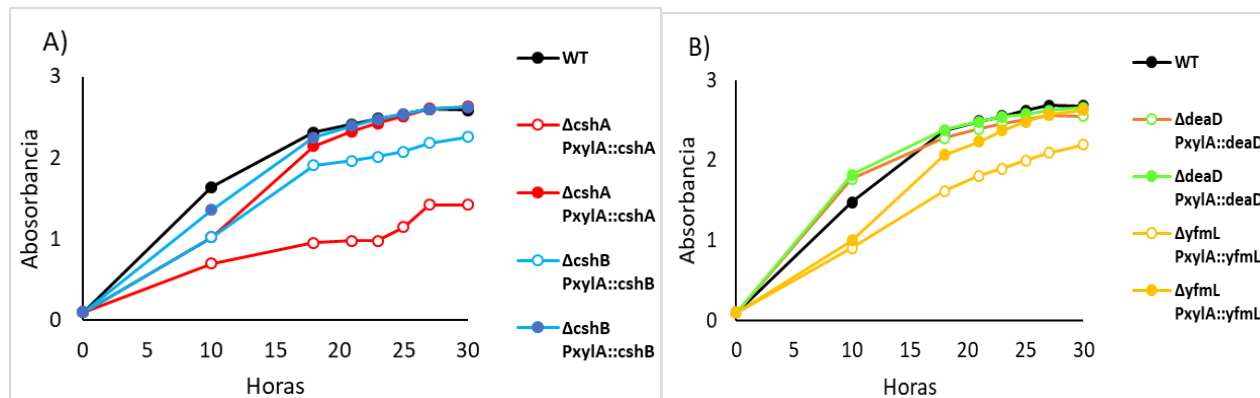 A)
Abosorbancia
3
2
1
0
0 5 10 15 20 25 30
Horas
WT
ΔcshA
PxylA::cshA
ΔcshA
PxylA::cshA
ΔcshB
PxylA::cshB
ΔcshB
PxylA::cshB
B)
Absorbancia
3
2
1
0
0 5 10 15 20 25 30
Horas
WT
ΔdeaD
PxylA::deaD
ΔdeaD
PxylA::deaD
ΔyfmL
PxylA::yfmL
ΔyfmL
PxylA::yfmL